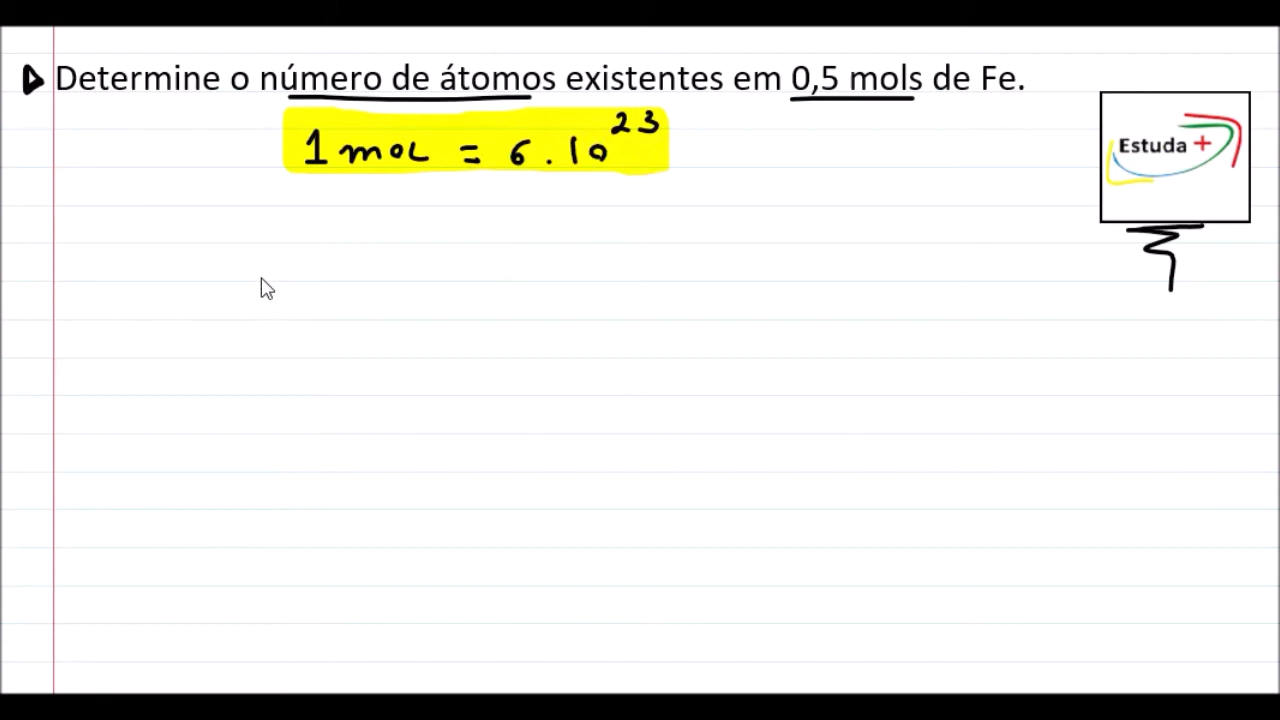 Determine o número de átomos existentes em 0,5 mols de Fe.
1 mol = 6 . 10²³
Estuda +